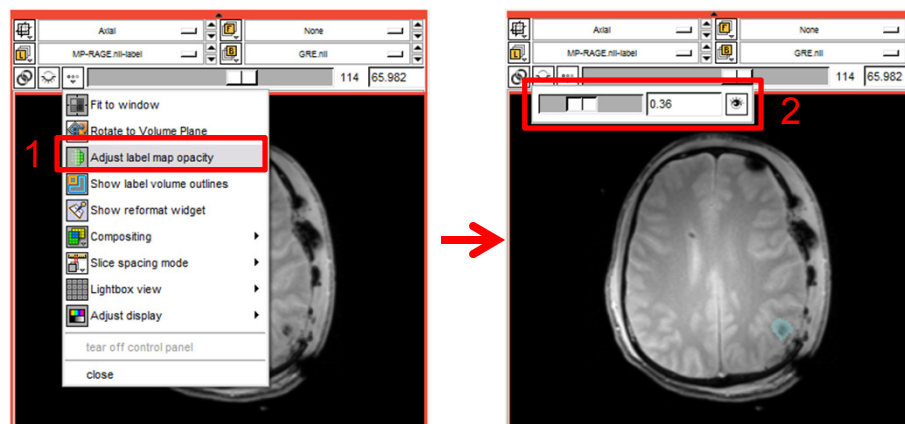 Axial
None
MP-RAGE.nii-label
GRE.nii
114 65.982
Fit to window
Rotate to Volume Plane
1
Adjust label map opacity
Show label volume outlines
Show reformat widget
Compositing
Slice spacing mode
Lightbox view
Adjust display
tear off control panel
close
Axial
None
MP-RAGE.nii-label
GRE.nii
114 65.982
0.36
2